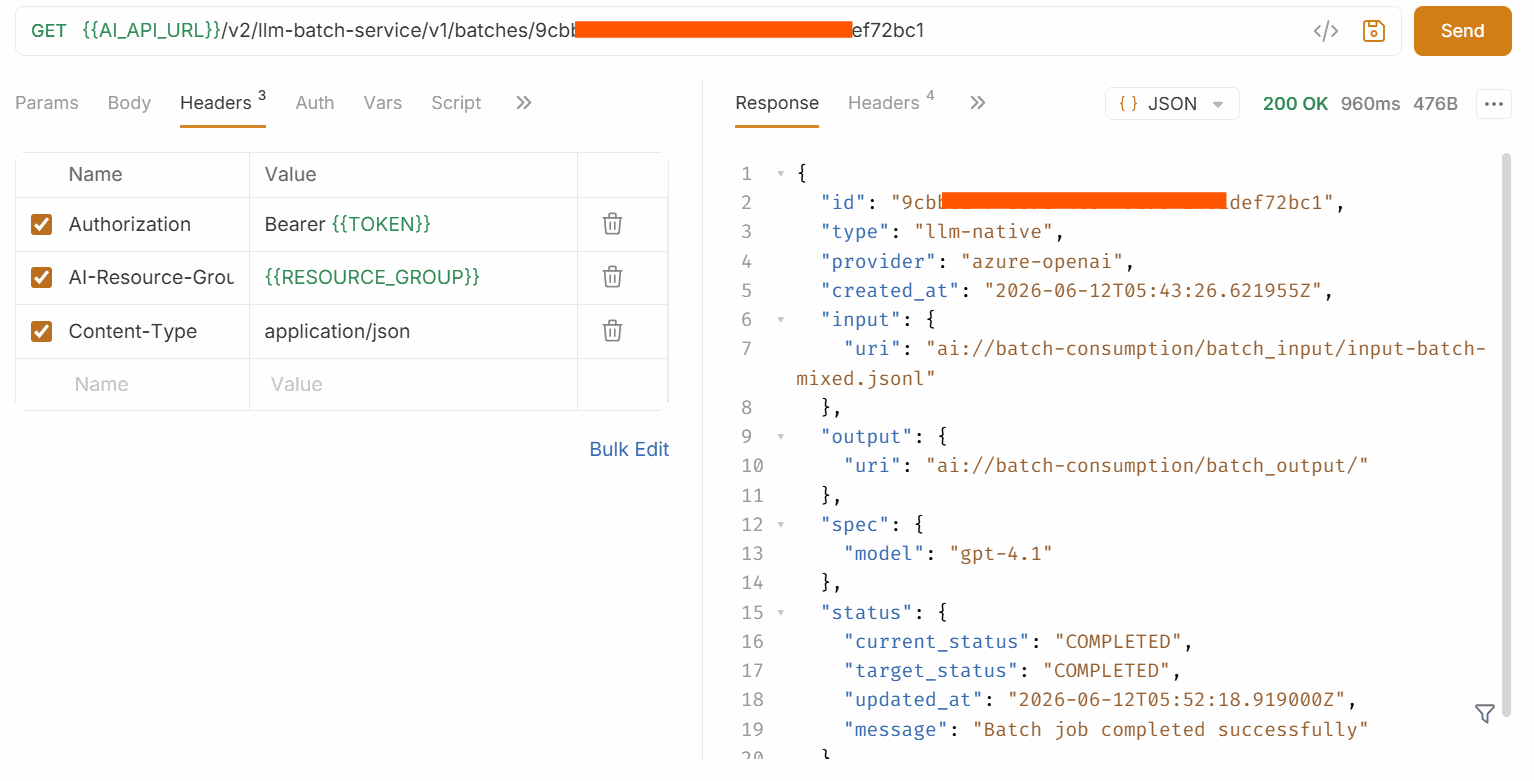 GET {{AI_API_URL}}/v2/llm-batch-service/v1/batches/9cbb ef72bc1
</> Send
Params Body Headers 3 Auth Vars Script >>
Name Value
Authorization Bearer {{TOKEN}}
AI-Resource-Grou {{RESOURCE_GROUP}}
Content-Type application/json
Name Value
Bulk Edit
Response Headers 4 >> { } JSON 200 OK 960ms 476B ...
1 {
2 "id": "9cbb def72bc1",
3 "type": "llm-native",
4 "provider": "azure-openai",
5 "created_at": "2026-06-12T05:43:26.621955Z",
6 "input": {
7 "uri": "ai://batch-consumption/batch_input/input-batch-
mixed.jsonl"
8 },
9 "output": {
10 "uri": "ai://batch-consumption/batch_output/"
11 },
12 "spec": {
13 "model": "gpt-4.1"
14 },
15 "status": {
16 "current_status": "COMPLETED",
17 "target_status": "COMPLETED",
18 "updated_at": "2026-06-12T05:52:18.919000Z",
19 "message": "Batch job completed successfully"
20 }